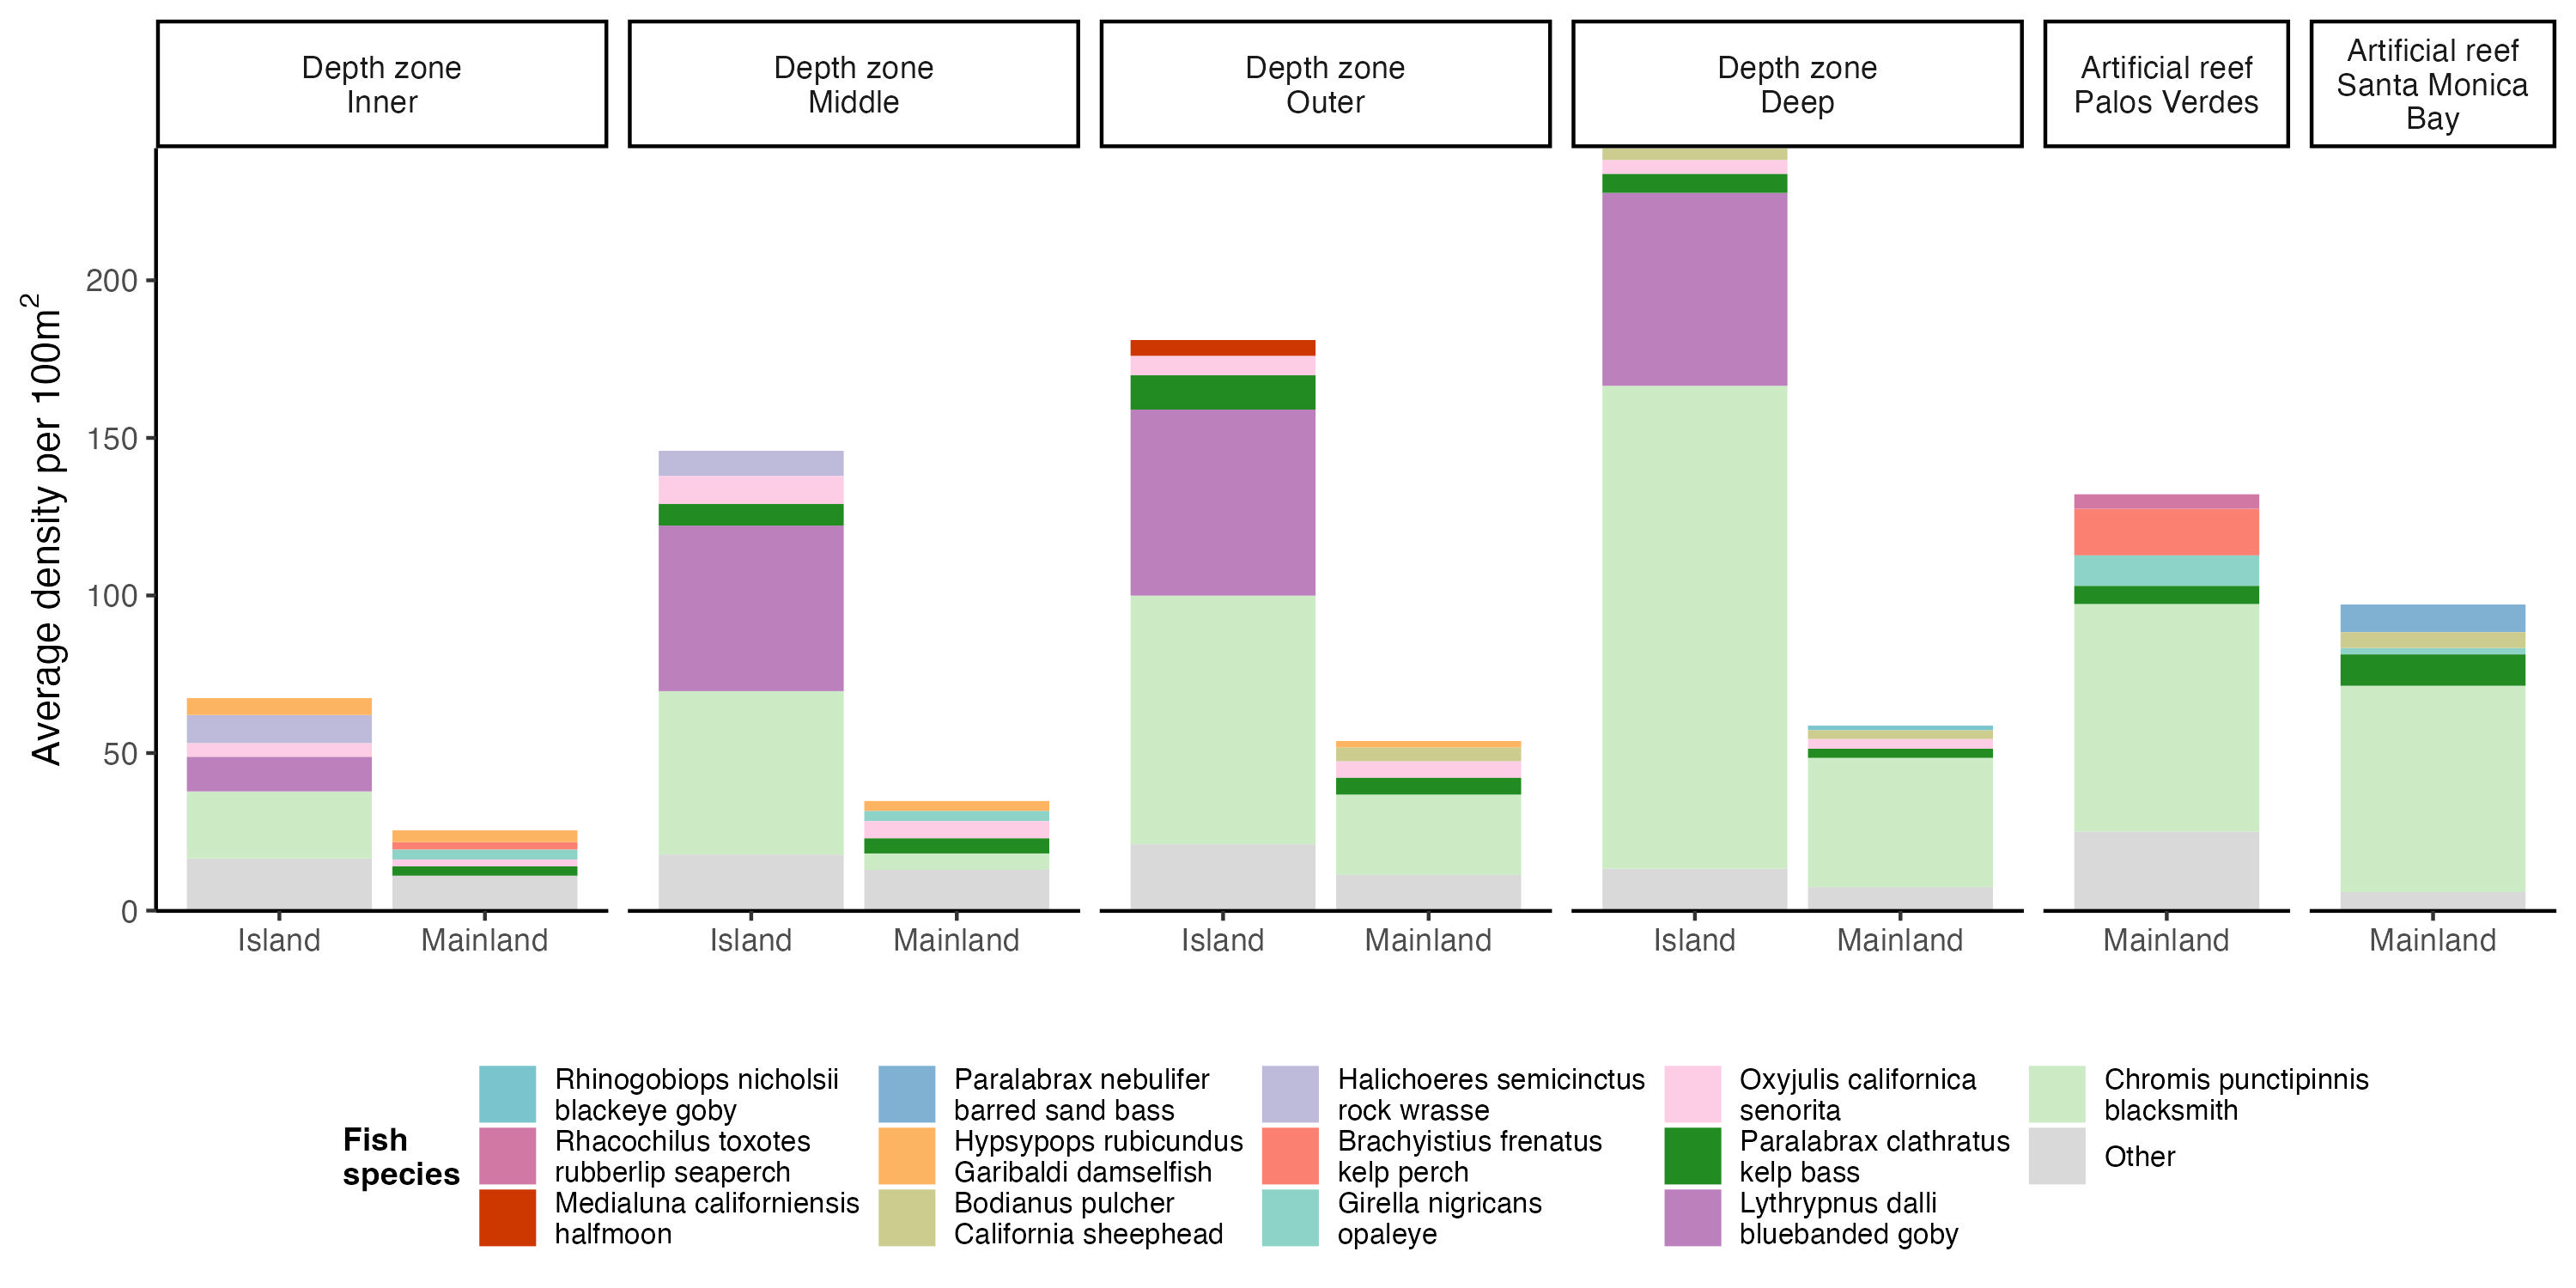 Depth zone
Inner
Depth zone
Middle
Depth zone
Outer
Depth zone
Deep
Artificial reef
Palos Verdes
Artificial reef
Santa Monica
Bay
Average density per 100m²
200
150
100
50
0
Island
Mainland
Island
Mainland
Island
Mainland
Island
Mainland
Mainland
Mainland
Fish
species
Rhinogobiops nicholsii
blackeye goby
Rhacochilus toxotes
rubberlip seaperch
Medialuna californiensis
halfmoon
Paralabrax nebulifer
barred sand bass
Hypsypops rubicundus
Garibaldi damselfish
Bodianus pulcher
California sheephead
Halichoeres semicinctus
rock wrasse
Brachyistius frenatus
kelp perch
Girella nigricans
opaleye
Oxyjulis californica
senorita
Paralabrax clathratus
kelp bass
Lythrypnus dalli
bluebanded goby
Chromis punctipinnis
blacksmith
Other